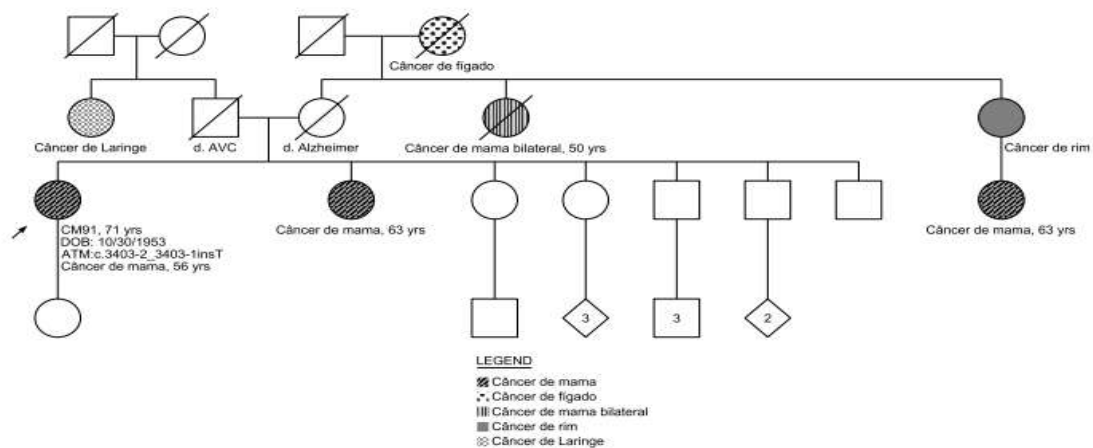 Câncer de fígado
Câncer de Laringe
d. AVC
d. Alzheimer
Câncer de mama bilateral, 50 yrs
Câncer de rim
CM91, 71 yrs
DOB: 10/30/1953
ATM:c.3403-2_3403-1insT
Câncer de mama, 56 yrs
Câncer de mama, 63 yrs
Câncer de mama, 63 yrs
3
3
2
LEGEND
Câncer de mama
Câncer de fígado
Câncer de mama bilateral
Câncer de rim
Câncer de Laringe